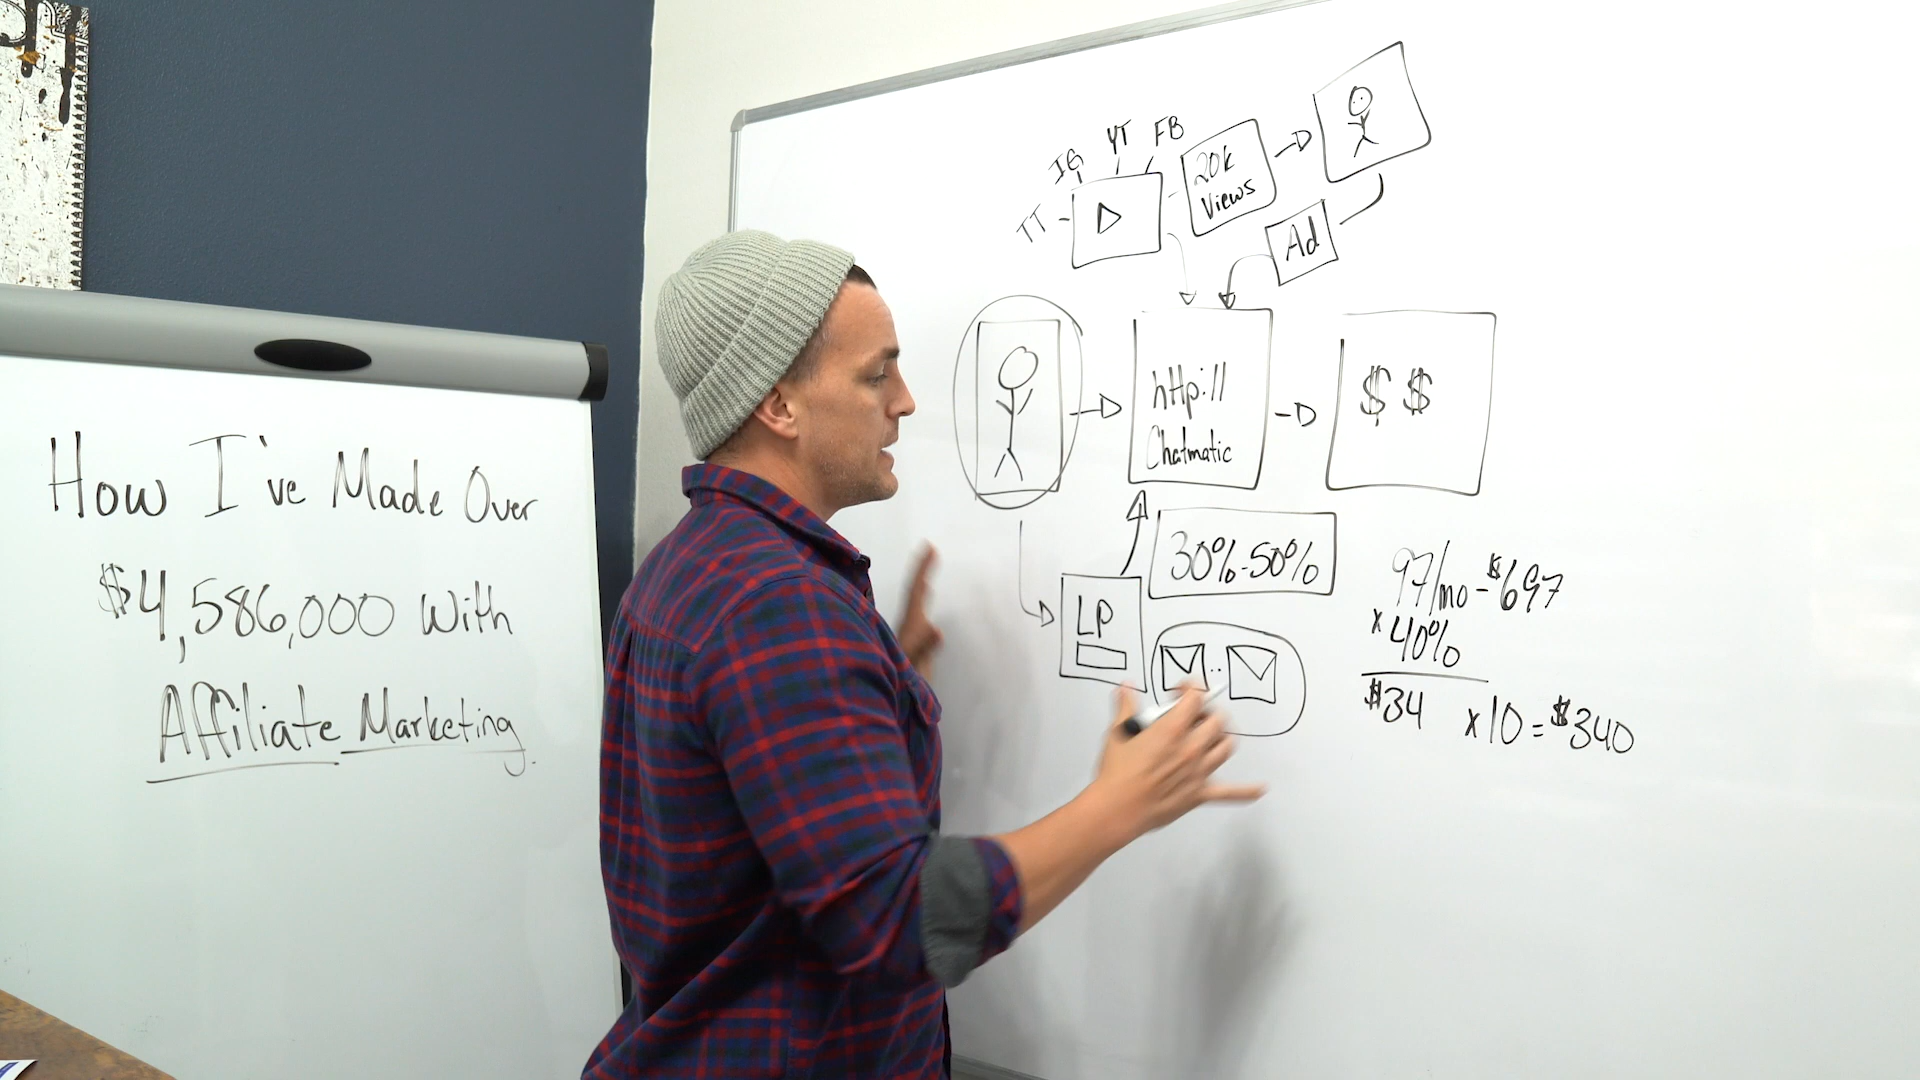 How I've Made Over
$4,586,000 With
Affiliate Marketing.
IG YT FB
TT
20k
Views
Ad
http://
Chatmatic
$ $
30%-50%
LP
97/mo - $697
x 40%
$34 x 10 = $340